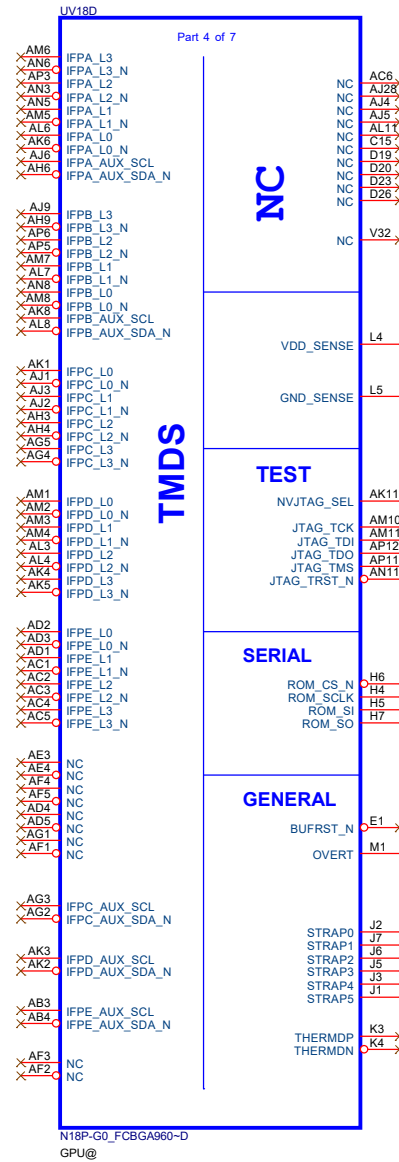 UV18D
Part 4 of 7
AM6 IFPA_L3
AN6 IFPA_L3_N
AP3 IFPA_L2
AN3 IFPA_L2_N
AN5 IFPA_L1
AM5 IFPA_L1_N
AL6 IFPA_L0
AK6 IFPA_L0_N
AJ6 IFPA_AUX_SCL
AH6 IFPA_AUX_SDA_N
AJ9 IFPB_L3
AH9 IFPB_L3_N
AP6 IFPB_L2
AP5 IFPB_L2_N
AM7 IFPB_L1
AL7 IFPB_L1_N
AN8 IFPB_L0
AM8 IFPB_L0_N
AK8 IFPB_AUX_SCL
AL8 IFPB_AUX_SDA_N
AK1 IFPC_L0
AJ1 IFPC_L0_N
AJ3 IFPC_L1
AJ2 IFPC_L1_N
AH3 IFPC_L2
AH4 IFPC_L2_N
AG5 IFPC_L3
AG4 IFPC_L3_N
AM1 IFPD_L0
AM2 IFPD_L0_N
AM3 IFPD_L1
AM4 IFPD_L1_N
AL3 IFPD_L2
AL4 IFPD_L2_N
AK4 IFPD_L3
AK5 IFPD_L3_N
AD2 IFPE_L0
AD3 IFPE_L0_N
AD1 IFPE_L1
AC1 IFPE_L1_N
AC2 IFPE_L2
AC3 IFPE_L2_N
AC4 IFPE_L3
AC5 IFPE_L3_N
AE3 NC
AE4 NC
AF4 NC
AF5 NC
AD4 NC
AD5 NC
AG1 NC
AF1 NC
AG3 IFPC_AUX_SCL
AG2 IFPC_AUX_SDA_N
AK3 IFPD_AUX_SCL
AK2 IFPD_AUX_SDA_N
AB3 IFPE_AUX_SCL
AB4 IFPE_AUX_SDA_N
AF3 NC
AF2 NC
TMDS
NC
NC AC6
NC AJ28
NC AJ4
NC AJ5
NC AL11
NC C15
NC D19
NC D20
NC D23
NC D26
NC V32
VDD_SENSE L4
GND_SENSE L5
TEST
NVJTAG_SEL AK11
JTAG_TCK AM10
JTAG_TDI AM11
JTAG_TDO AP12
JTAG_TMS AP11
JTAG_TRST_N AN11
SERIAL
ROM_CS_N H6
ROM_SCLK H4
ROM_SI H5
ROM_SO H7
GENERAL
BUFRST_N E1
OVERT M1
STRAP0 J2
STRAP1 J7
STRAP2 J6
STRAP3 J5
STRAP4 J3
STRAP5 J1
THERMDP K3
THERMDN K4
N18P-G0_FCBGA960~D
GPU@